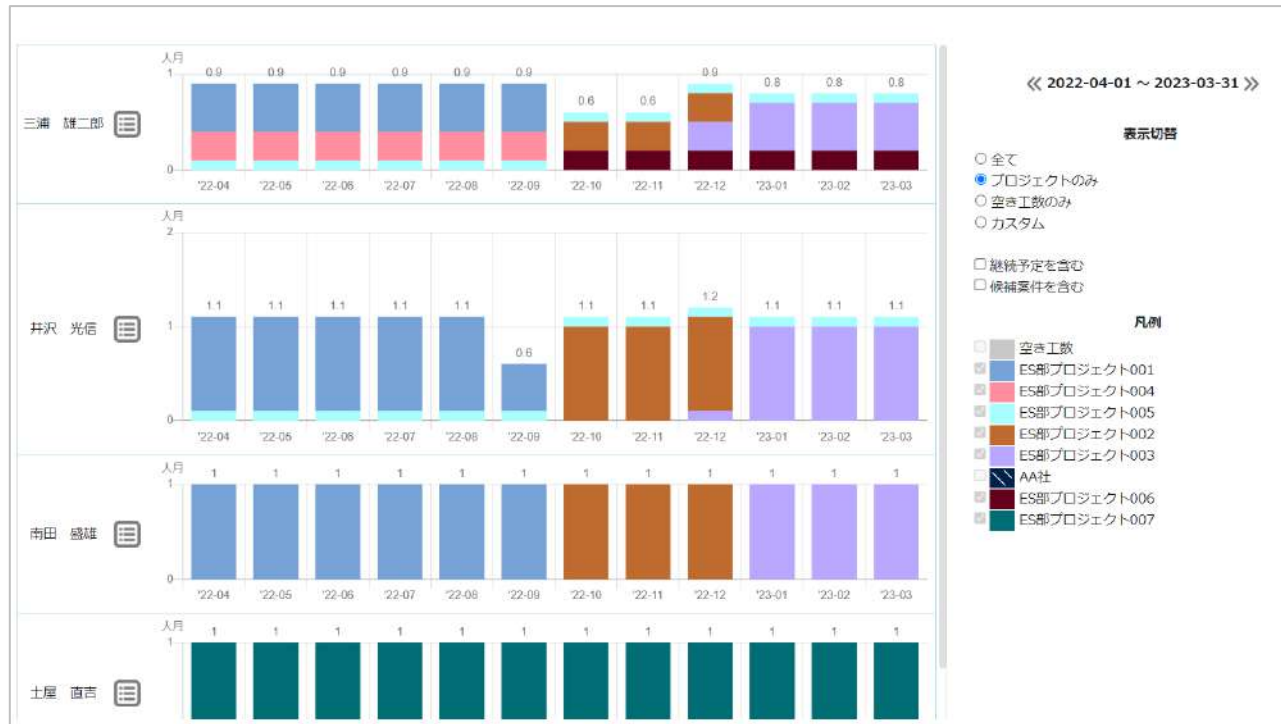 人月
1
0.9 0.9 0.9 0.9 0.9 0.9 0.6 0.6 0.9 0.8 0.8 0.8
三浦 雄二郎
0
'22-04 '22-05 '22-06 '22-07 '22-08 '22-09 '22-10 '22-11 '22-12 '23-01 '23-02 '23-03
人月
2
1.1 1.1 1.1 1.1 1.1 0.6 1.1 1.1 1.2 1.1 1.1 1.1
井沢 光信
1
0
'22-04 '22-05 '22-06 '22-07 '22-08 '22-09 '22-10 '22-11 '22-12 '23-01 '23-02 '23-03
人月
1 1 1 1 1 1 1 1 1 1 1 1
1
南田 盛雄
0
'22-04 '22-05 '22-06 '22-07 '22-08 '22-09 '22-10 '22-11 '22-12 '23-01 '23-02 '23-03
人月
1 1 1 1 1 1 1 1 1 1 1 1
1
土屋 直吉
≪ 2022-04-01 ～ 2023-03-31 ≫
表示切替
全て
プロジェクトのみ
空き工数のみ
カスタム
継続予定を含む
候補案件を含む
凡例
空き工数
ES部プロジェクト001
ES部プロジェクト004
ES部プロジェクト005
ES部プロジェクト002
ES部プロジェクト003
AA社
ES部プロジェクト006
ES部プロジェクト007